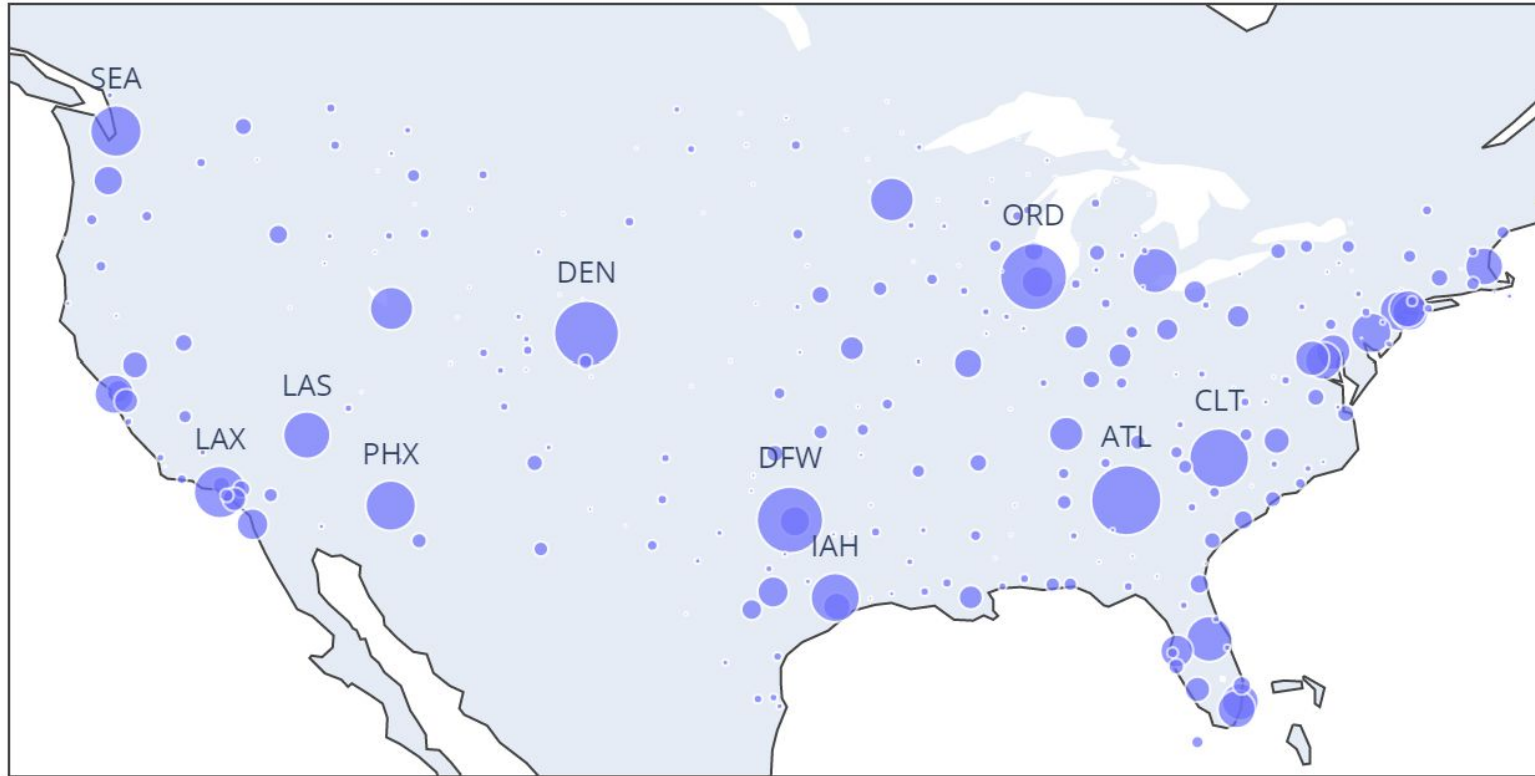 SEA
ORD
DEN
LAS
CLT
LAX
PHX
ATL
DFW
IAH